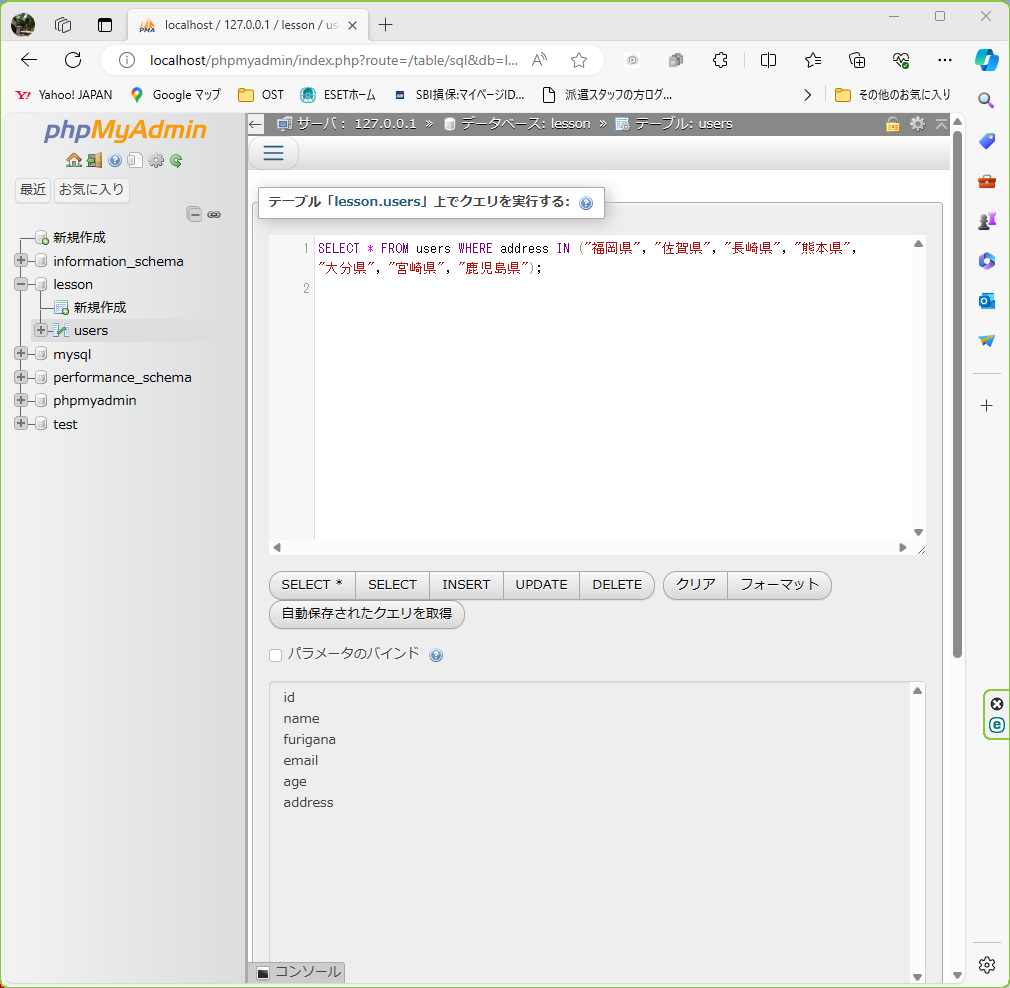 localhost / 127.0.0.1 / lesson / us
localhost/phpmyadmin/index.php?route=/table/sql&db=l...
Yahoo! JAPAN
Google マップ
OST
ESETホーム
SBI損保:マイページID...
派遣スタッフの方ログ...
その他のお気に入り
phpMyAdmin
最近
お気に入り
新規作成
information_schema
lesson
新規作成
users
mysql
performance_schema
phpmyadmin
test
サーバ: 127.0.0.1 » データベース: lesson » テーブル: users
テーブル「lesson.users」上でクエリを実行する:
1 SELECT * FROM users WHERE address IN ("福岡県", "佐賀県", "長崎県", "熊本県",
"大分県", "宮崎県", "鹿児島県");
2
SELECT *
SELECT
INSERT
UPDATE
DELETE
クリア
フォーマット
自動保存されたクエリを取得
パラメータのバインド
id
name
furigana
email
age
address
コンソール